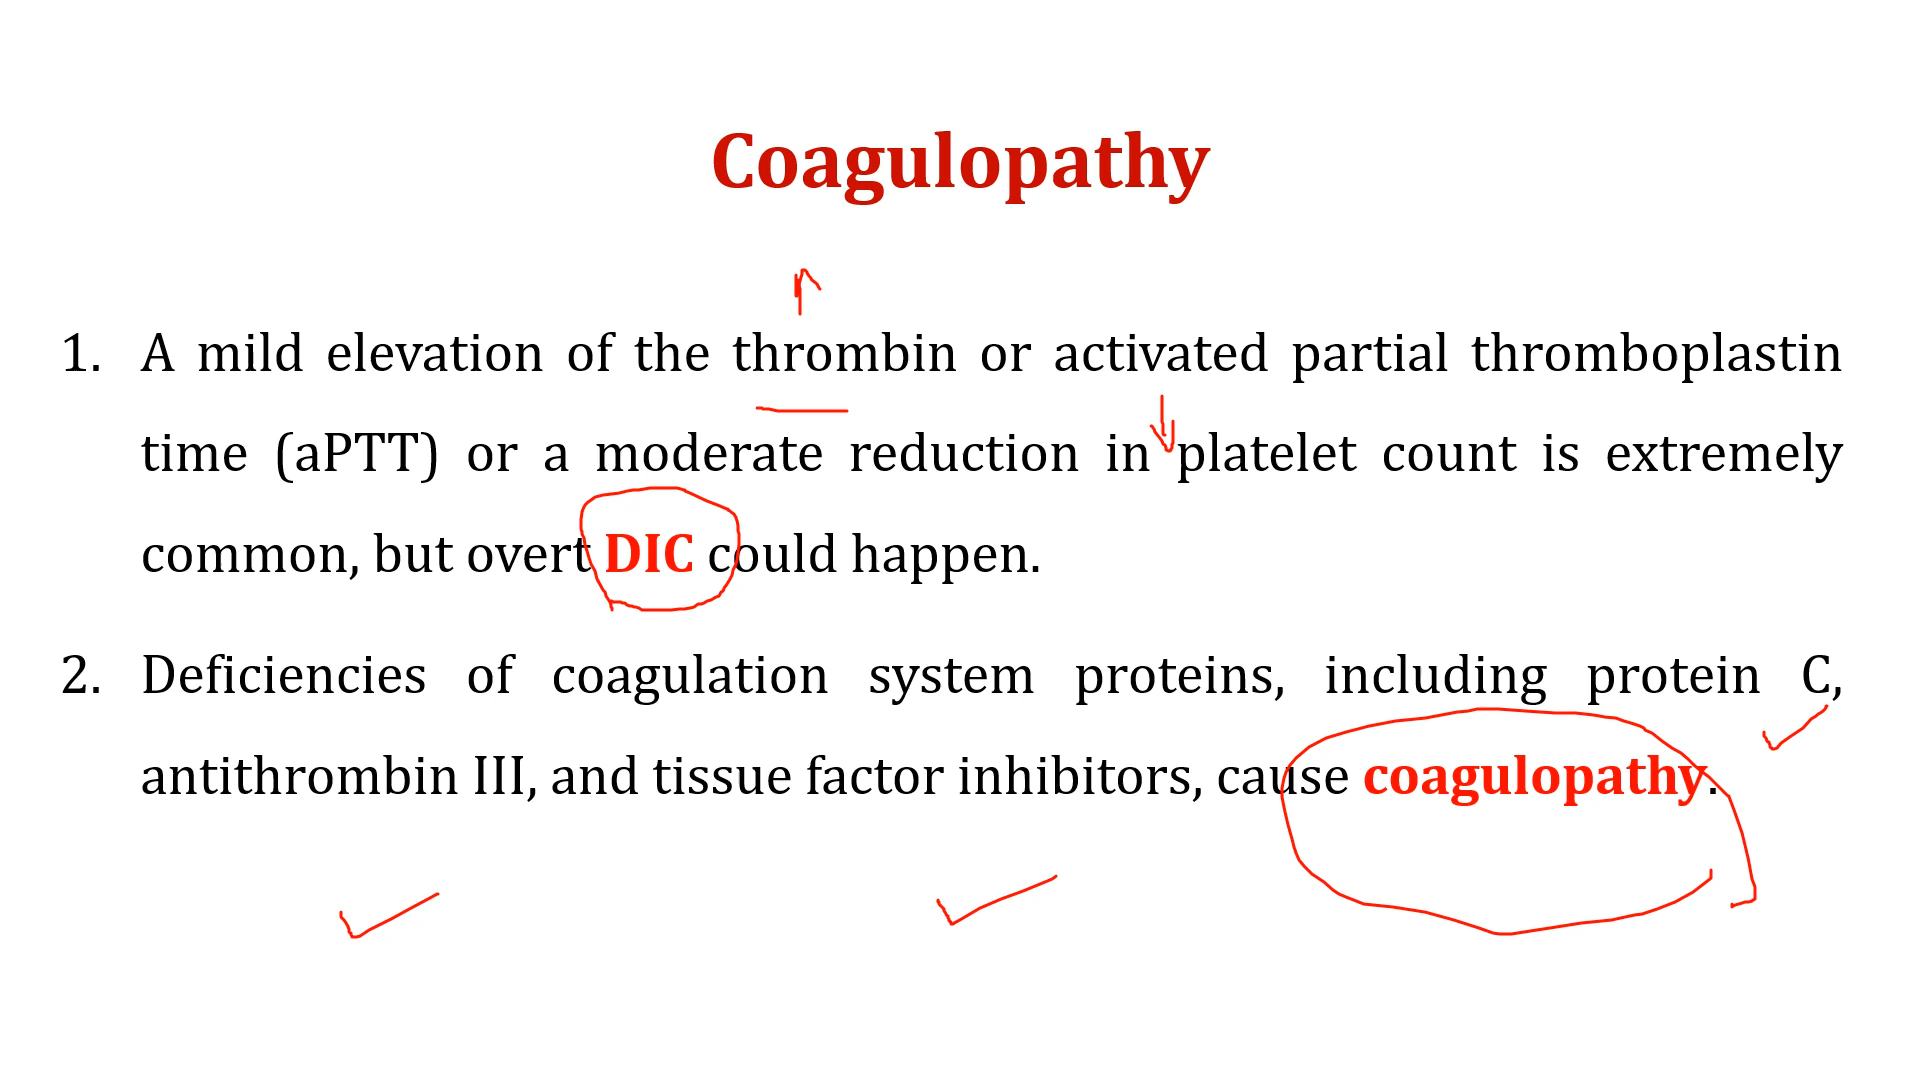 Coagulopathy
1. A mild elevation of the thrombin or activated partial thromboplastin
time (aPTT) or a moderate reduction in platelet count is extremely
common, but overt DIC could happen.
2. Deficiencies of coagulation system proteins, including protein C,
antithrombin III, and tissue factor inhibitors, cause coagulopathy.